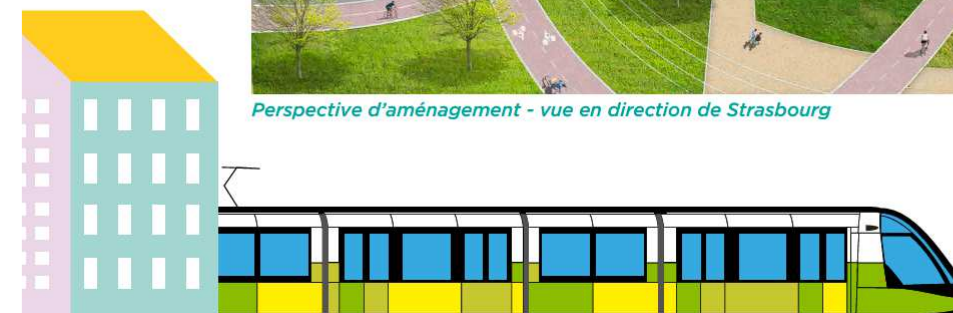 Perspective d'aménagement - vue en direction de Strasbourg